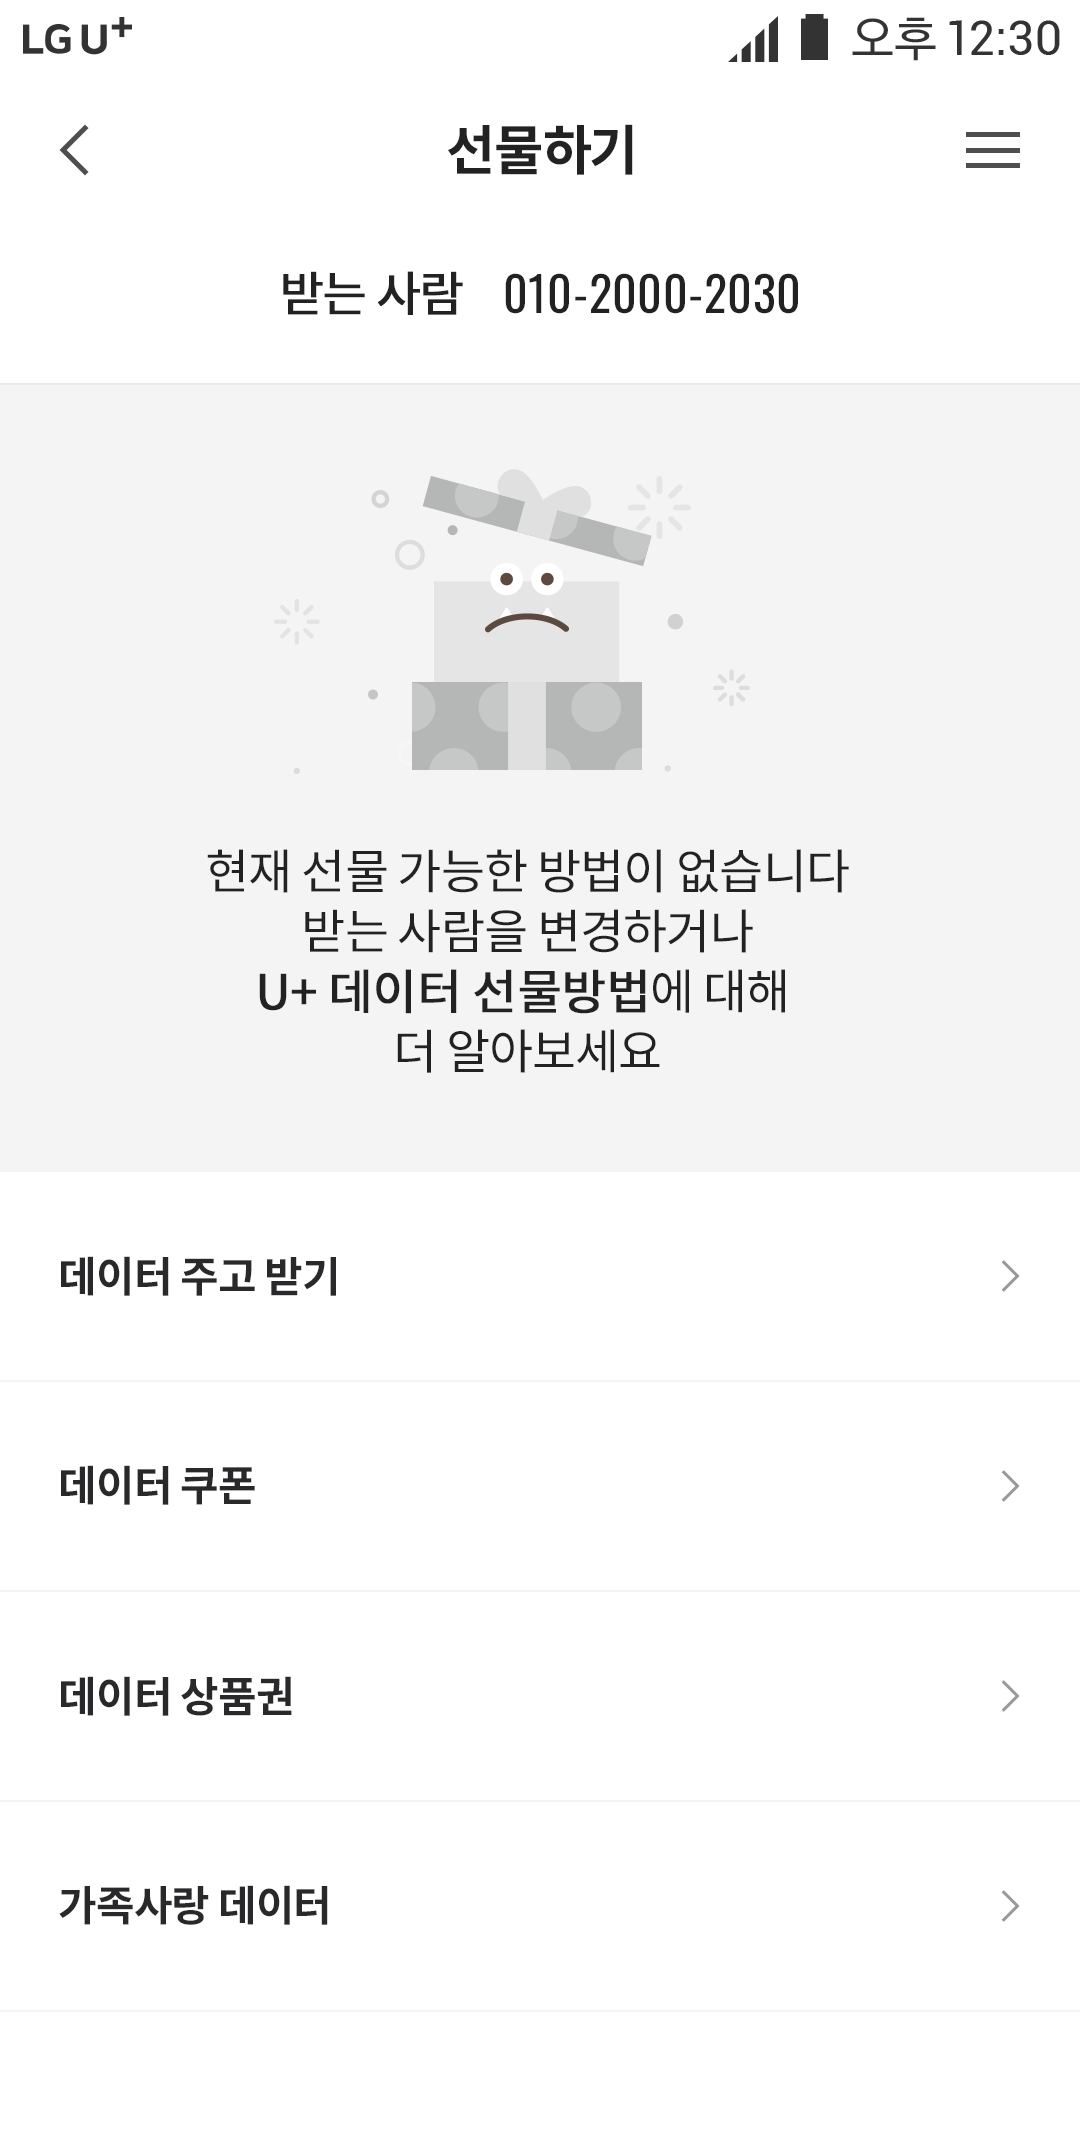 LG U+ 오후 12:30
선물하기
받는 사람 010-2000-2030
현재 선물 가능한 방법이 없습니다
받는 사람을 변경하거나
U+ 데이터 선물방법에 대해
더 알아보세요
데이터 주고 받기
데이터 쿠폰
데이터 상품권
가족사랑 데이터